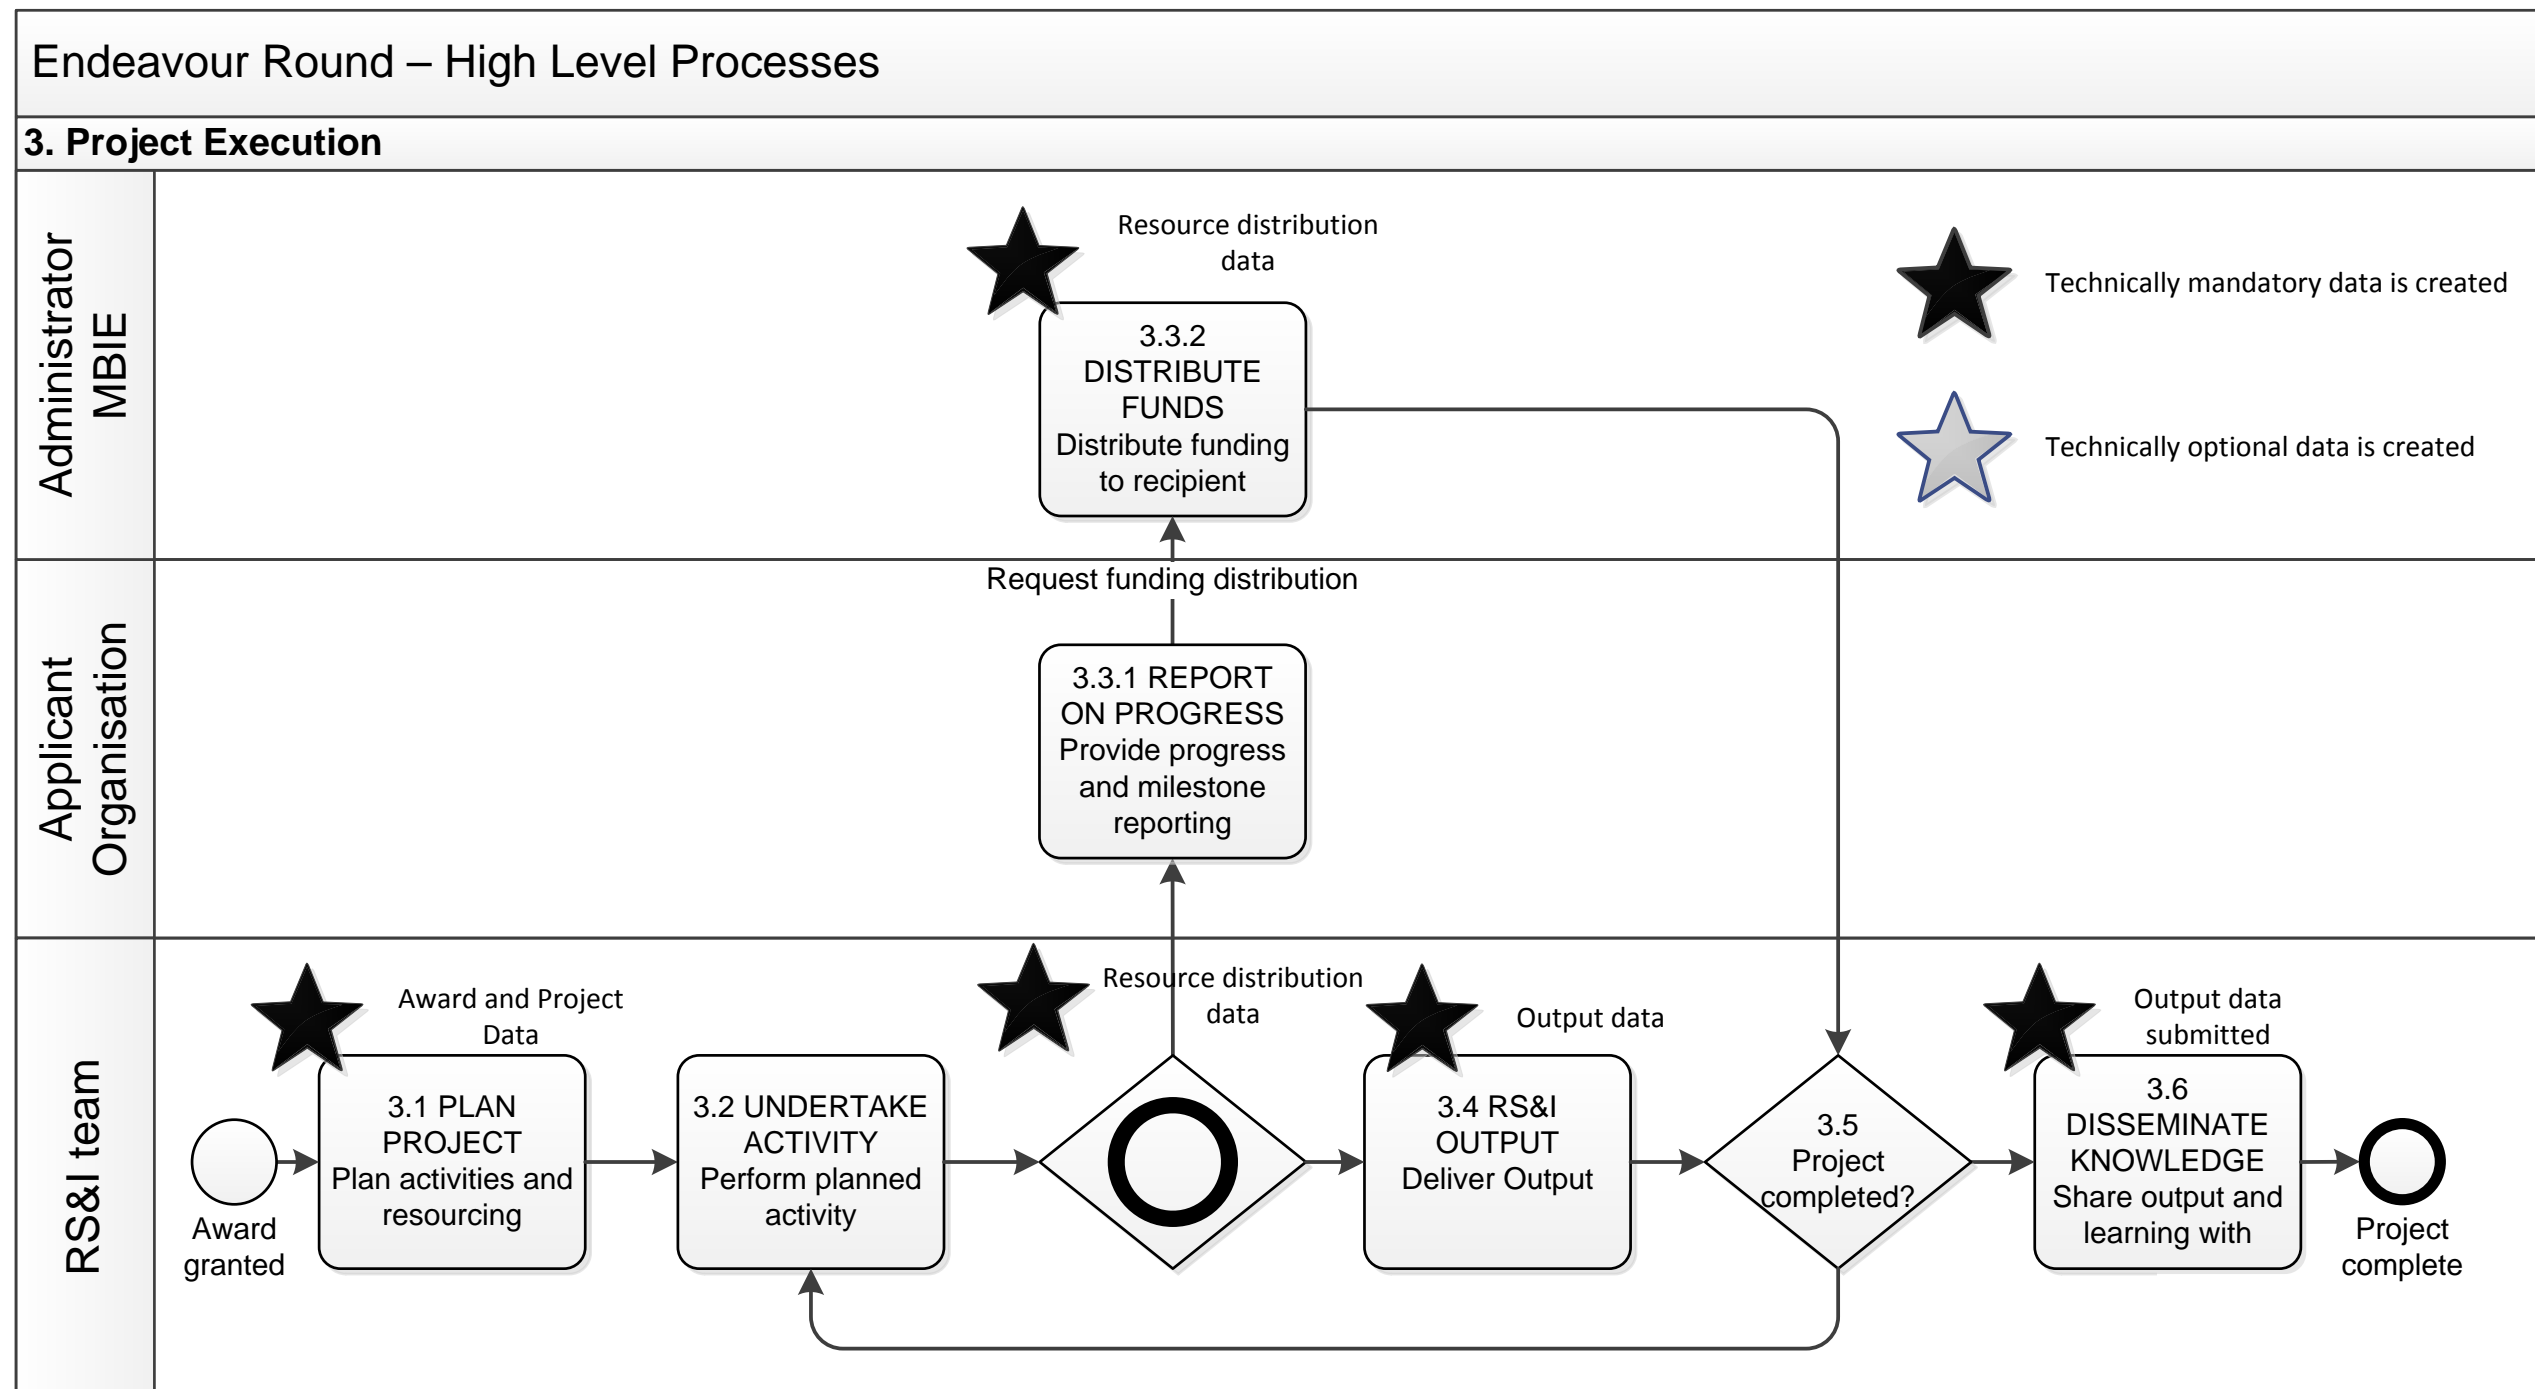 Endeavour Round – High Level Processes
3. Project Execution
Administrator
MBIE
Resource distribution
data
3.3.2
DISTRIBUTE
FUNDS
Distribute funding
to recipient
Technically mandatory data is created
Technically optional data is created
Applicant
Organisation
Request funding distribution
3.3.1 REPORT
ON PROGRESS
Provide progress
and milestone
reporting
RS&I team
Award
granted
Award and Project
Data
3.1 PLAN
PROJECT
Plan activities and
resourcing
3.2 UNDERTAKE
ACTIVITY
Perform planned
activity
Resource distribution
data
Output data
3.4 RS&I
OUTPUT
Deliver Output
3.5
Project
completed?
Output data
submitted
3.6
DISSEMINATE
KNOWLEDGE
Share output and
learning with
Project
complete